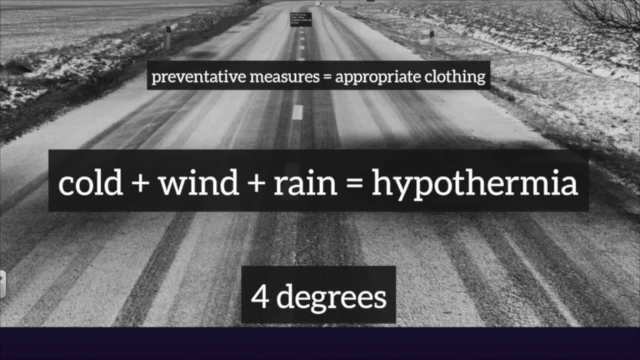 preventative measures = appropriate clothing
cold + wind + rain = hypothermia
4 degrees